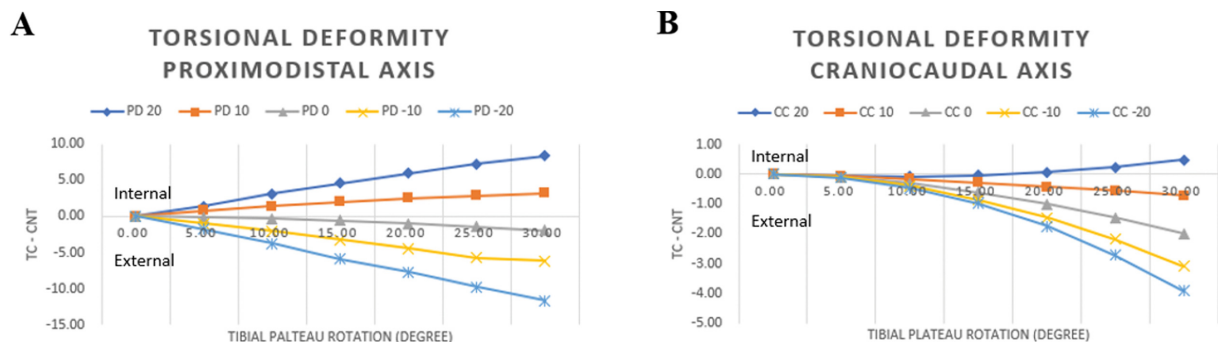 A
TORSIONAL DEFORMITY
PROXIMODISTAL AXIS
PD 20 PD 10 PD 0 PD -10 PD -20
10.00
5.00
0.00
-5.00
-10.00
-15.00
TC - CNT
Internal
External
0.00 5.00 10.00 15.00 20.00 25.00 30.00
TIBIAL PALTEAU ROTATION (DEGREE)
B
TORSIONAL DEFORMITY
CRANIOCAUDAL AXIS
CC 20 CC 10 CC 0 CC -10 CC -20
1.00
0.00
-1.00
-2.00
-3.00
-4.00
-5.00
TC - CNT
Internal
External
0.00 5.00 10.00 15.00 20.00 25.00 30.00
TIBIAL PLATEAU ROTATION (DEGREE)